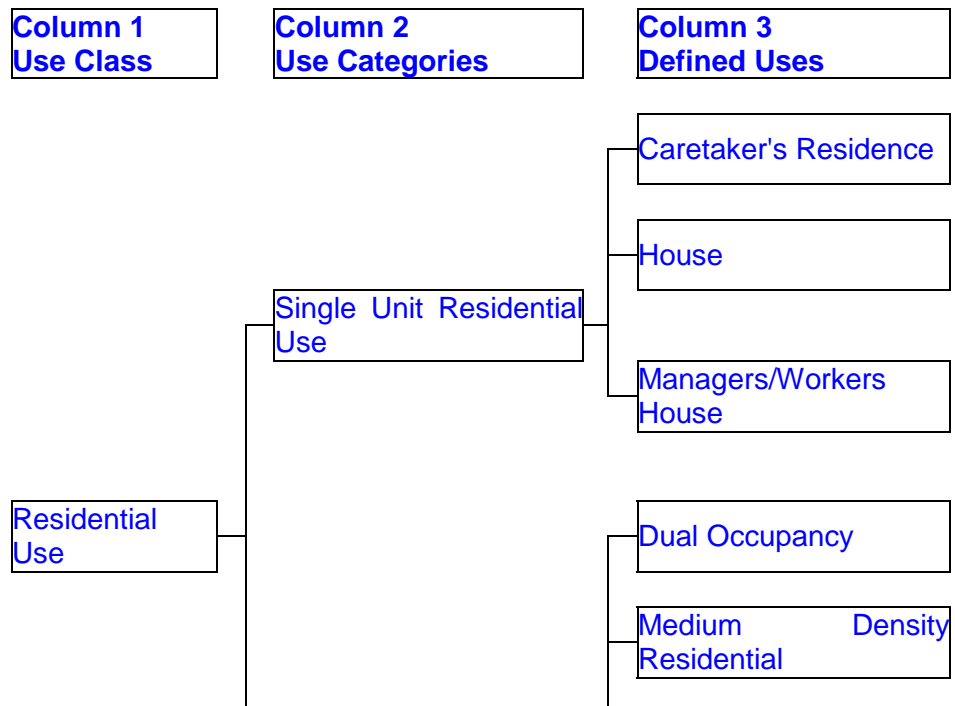 Column 1
Use Class
Column 2
Use Categories
Column 3
Defined Uses
Caretaker's Residence
House
Single Unit Residential
Use
Managers/Workers
House
Residential
Use
Dual Occupancy
Medium Density
Residential